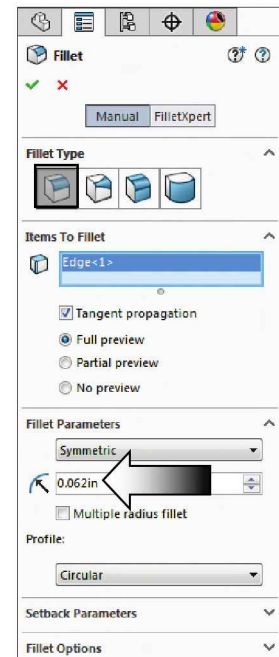 Fillet
Manual FilletXpert
Fillet Type
Items To Fillet
Edge<1>
Tangent propagation
Full preview
Partial preview
No preview
Fillet Parameters
Symmetric
0.062in
Multiple radius fillet
Profile:
Circular
Setback Parameters
Fillet Options